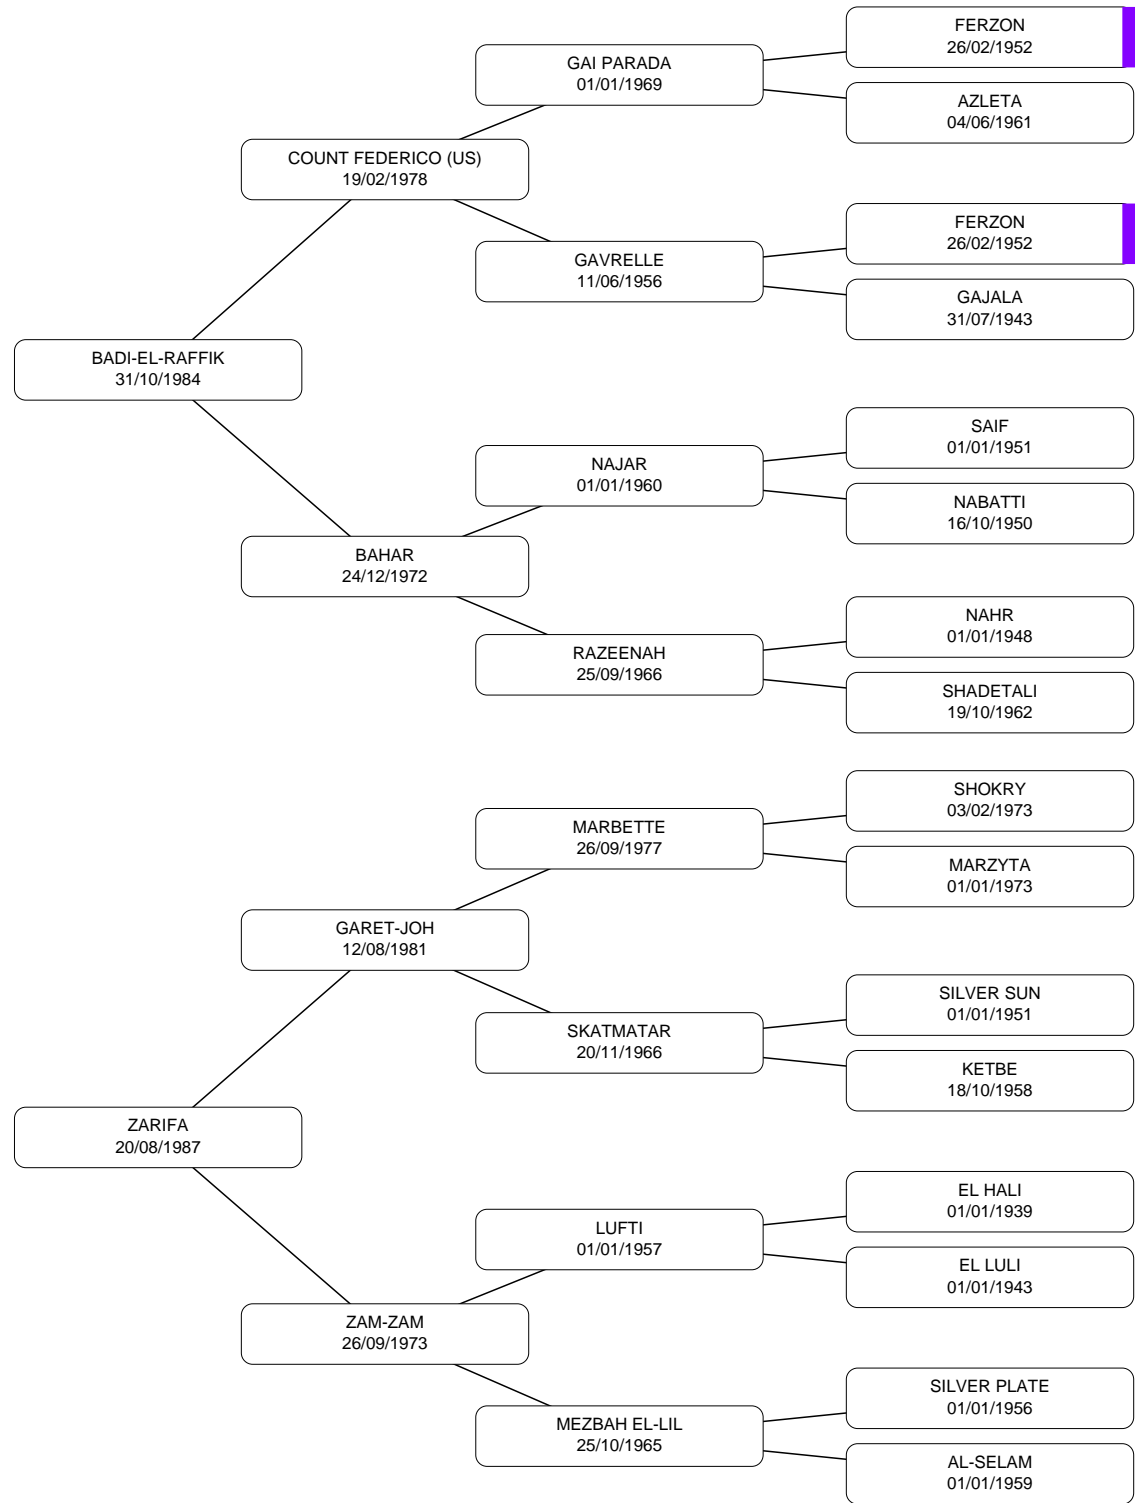 FERZON
26/02/1952
GAI PARADA
01/01/1969
AZLETA
04/06/1961
COUNT FEDERICO (US)
19/02/1978
FERZON
26/02/1952
GAVRELLE
11/06/1956
GAJALA
31/07/1943
BADI-EL-RAFFIK
31/10/1984
SAIF
01/01/1951
NAJAR
01/01/1960
NABATTI
16/10/1950
BAHAR
24/12/1972
NAHR
01/01/1948
RAZEENAH
25/09/1966
SHADETALI
19/10/1962
SHOKRY
03/02/1973
MARBETTE
26/09/1977
MARZYTA
01/01/1973
GARET-JOH
12/08/1981
SILVER SUN
01/01/1951
SKATMATAR
20/11/1966
KETBE
18/10/1958
ZARIFA
20/08/1987
EL HALI
01/01/1939
LUFTI
01/01/1957
EL LULI
01/01/1943
ZAM-ZAM
26/09/1973
SILVER PLATE
01/01/1956
MEZBAH EL-LIL
25/10/1965
AL-SELAM
01/01/1959